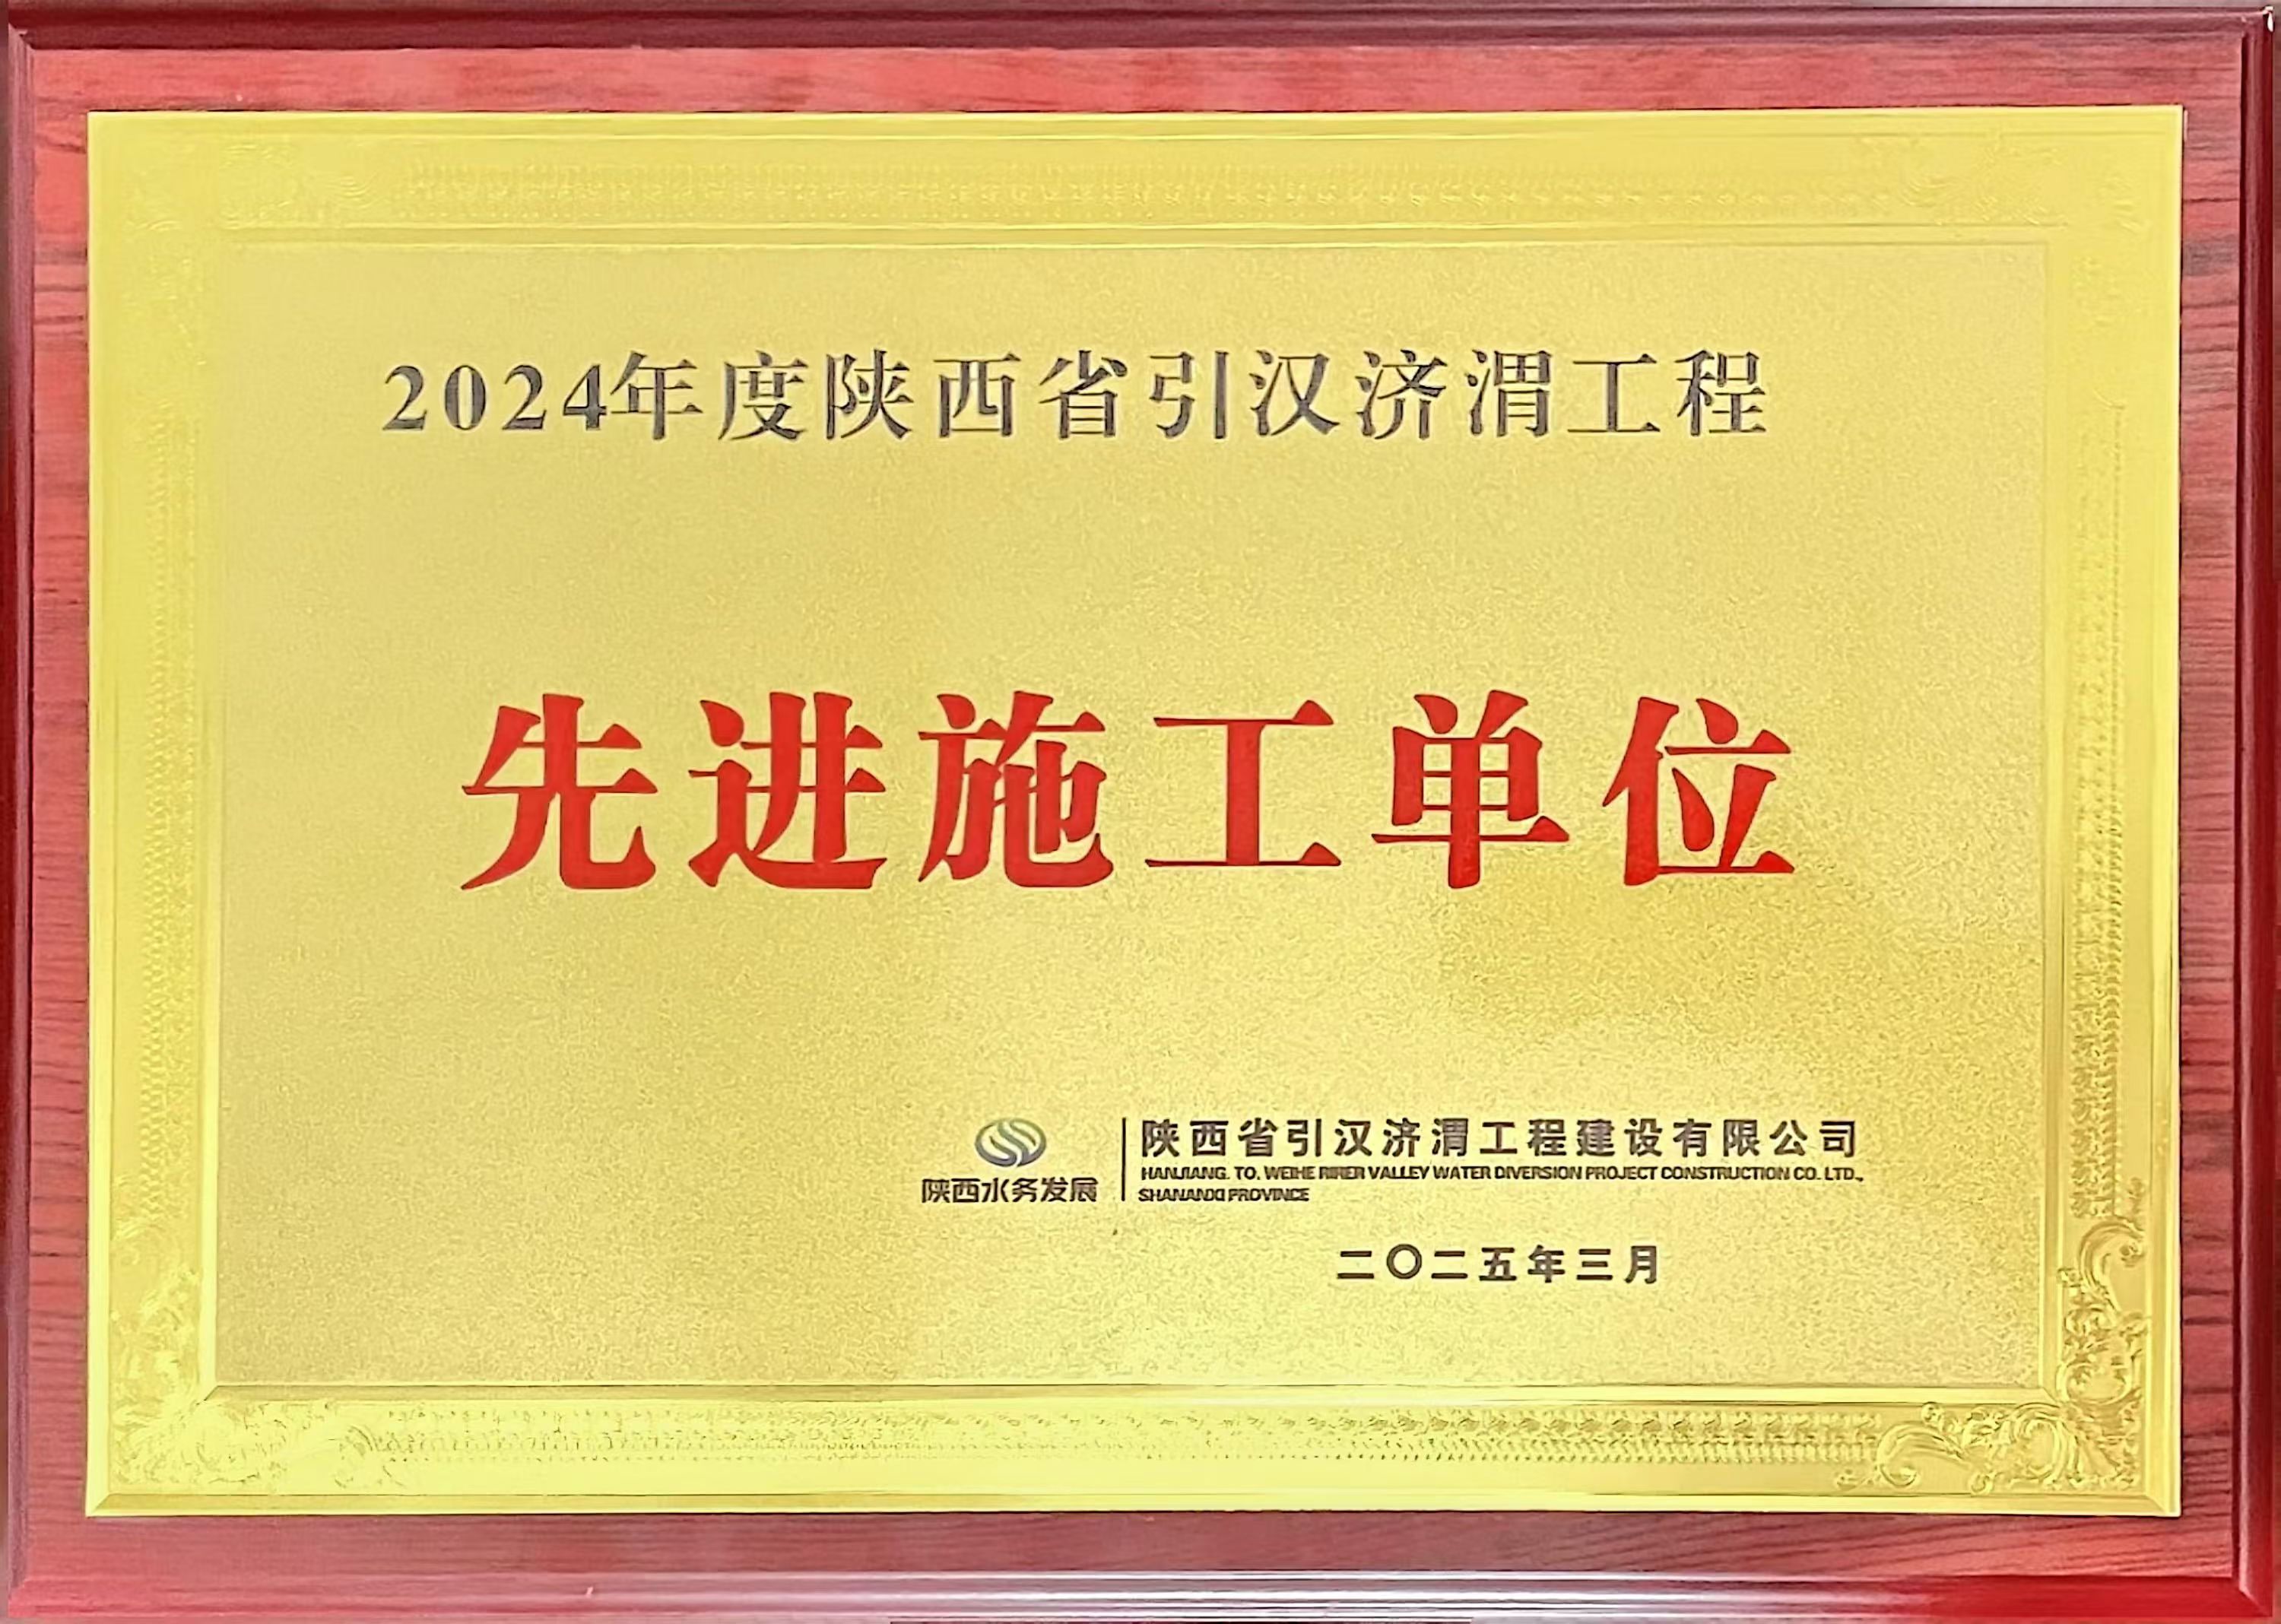 2024年度陕西省引汉济渭工程
先进施工单位
陕西水务发展
陕西省引汉济渭工程建设有限公司
HANJIANG. TO. WEIHE RIRER VALLEY WATER DIVERSION PROJECT CONSTRUCTION CO. LTD.,
SHANANXI PROVINCE
二〇二五年三月